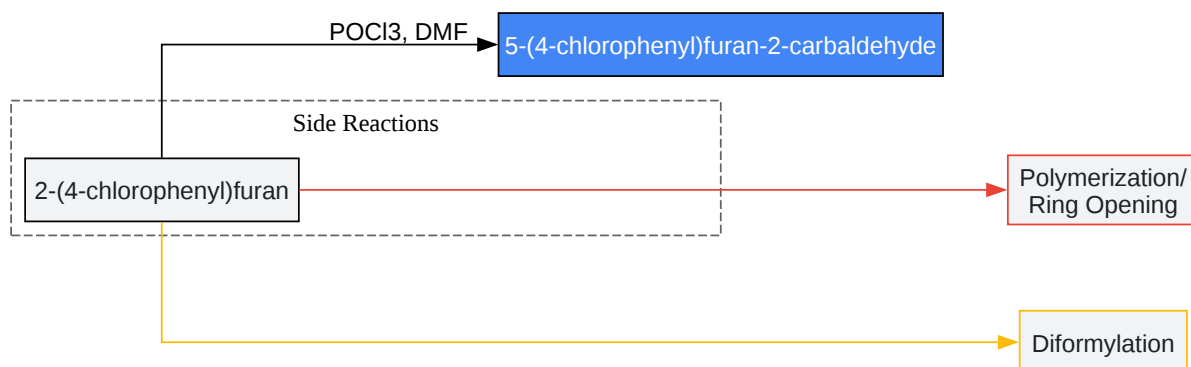 POCl3, DMF
5-(4-chlorophenyl)furan-2-carbaldehyde
Side Reactions
2-(4-chlorophenyl)furan
Polymerization/
Ring Opening
Diformylation